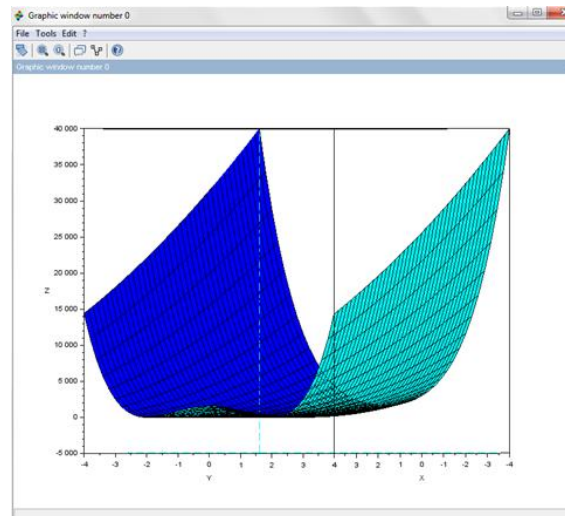 Graphic window number 0
File Tools Edit ?
Graphic window number 0
40 000
35 000
30 000
25 000
20 000
15 000
10 000
5 000
0
-5 000
Z
-4 -3 -2 -1 0 1 2 3 4 3 2 1 0 -1 -2 -3 -4
Y X